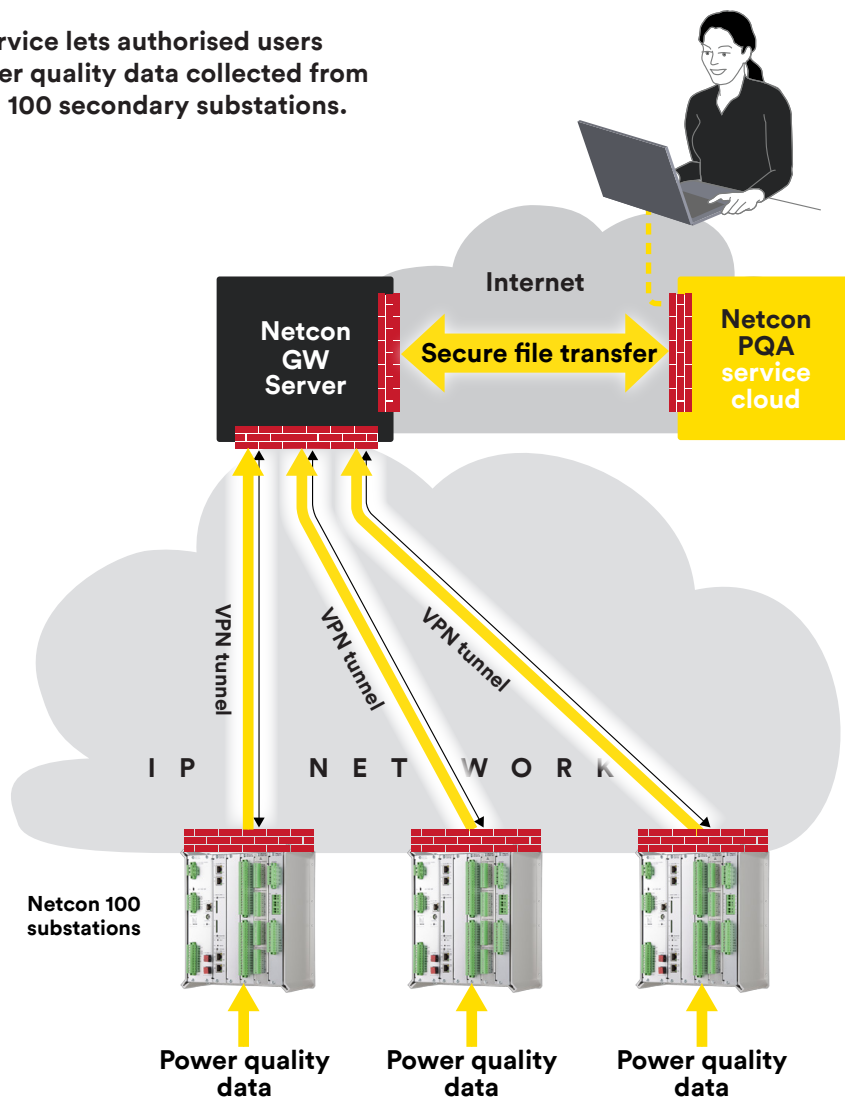 rvice lets authorised users
er quality data collected from
100 secondary substations.
Internet
Netcon
GW
Server
Secure file transfer
Netcon
PQA
service
cloud
VPN tunnel
VPN tunnel
VPN tunnel
IP NETWORK
Netcon 100
substations
Power quality
data
Power quality
data
Power quality
data